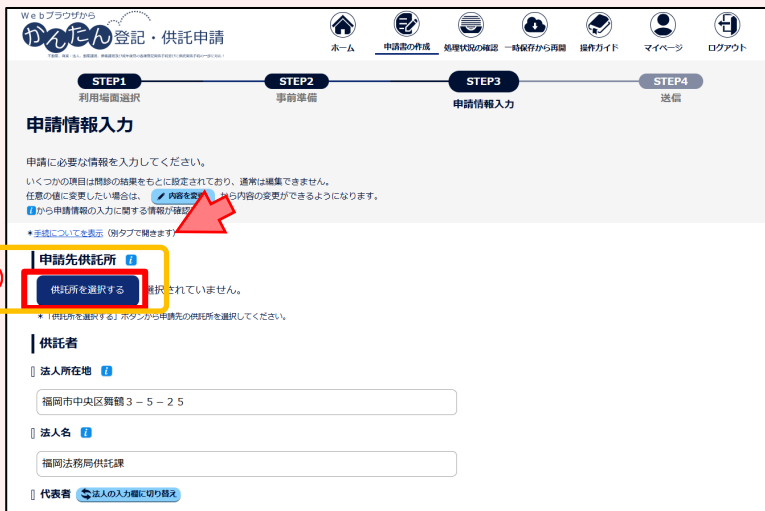 Webブラウザから
かんたん登記・供託申請
ホーム
申請書の作成
処理状況の確認
一時保存から再開
操作ガイド
マイページ
ログアウト
STEP1
利用場面選択
STEP2
事前準備
STEP3
申請情報入力
STEP4
送信
申請情報入力
申請に必要な情報を入力してください。
いくつかの項目は問診の結果をもとに設定されており、通常は編集できません。
任意の値に変更したい場合は、 内容を変更 から内容の変更ができるようになります。
iから申請情報の入力に関する情報が確認
*手続についてを表示（別タブで開きます）
申請先供託所 i
供託所を選択する 選択されていません。
*「供託所を選択する」ボタンから申請先の供託所を選択してください。
供託者
法人所在地 i
福岡市中央区舞鶴３－５－２５
法人名 i
福岡法務局供託課
代表者 法人の入力欄に切り替え